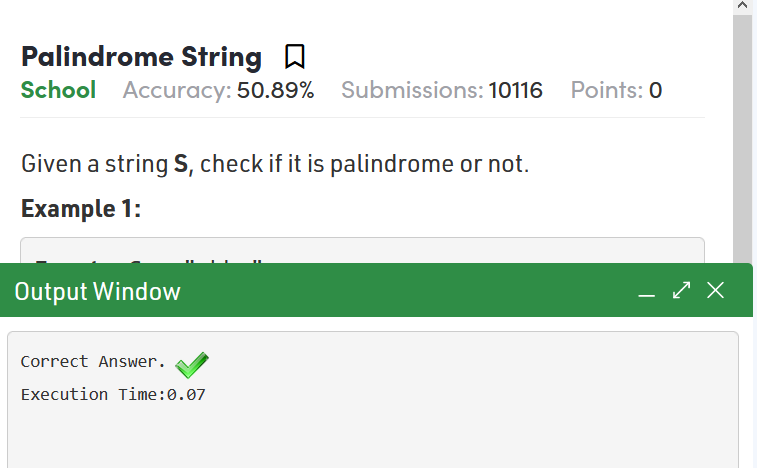 Palindrome String
School Accuracy: 50.89% Submissions: 10116 Points: 0
Given a string S, check if it is palindrome or not.
Example 1:
Output Window
Correct Answer.
Execution Time:0.07